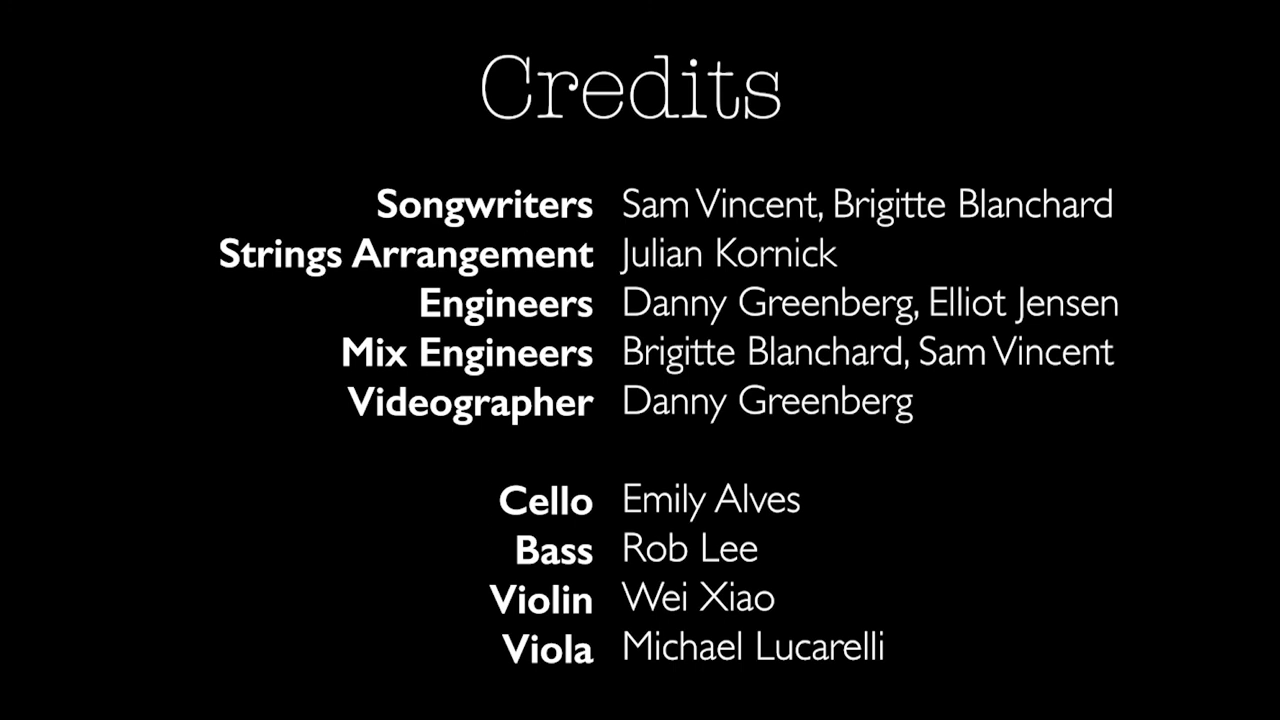 Credits
Songwriters Sam Vincent, Brigitte Blanchard
Strings Arrangement Julian Kornick
Engineers Danny Greenberg, Elliot Jensen
Mix Engineers Brigitte Blanchard, Sam Vincent
Videographer Danny Greenberg
Cello Emily Alves
Bass Rob Lee
Violin Wei Xiao
Viola Michael Lucarelli